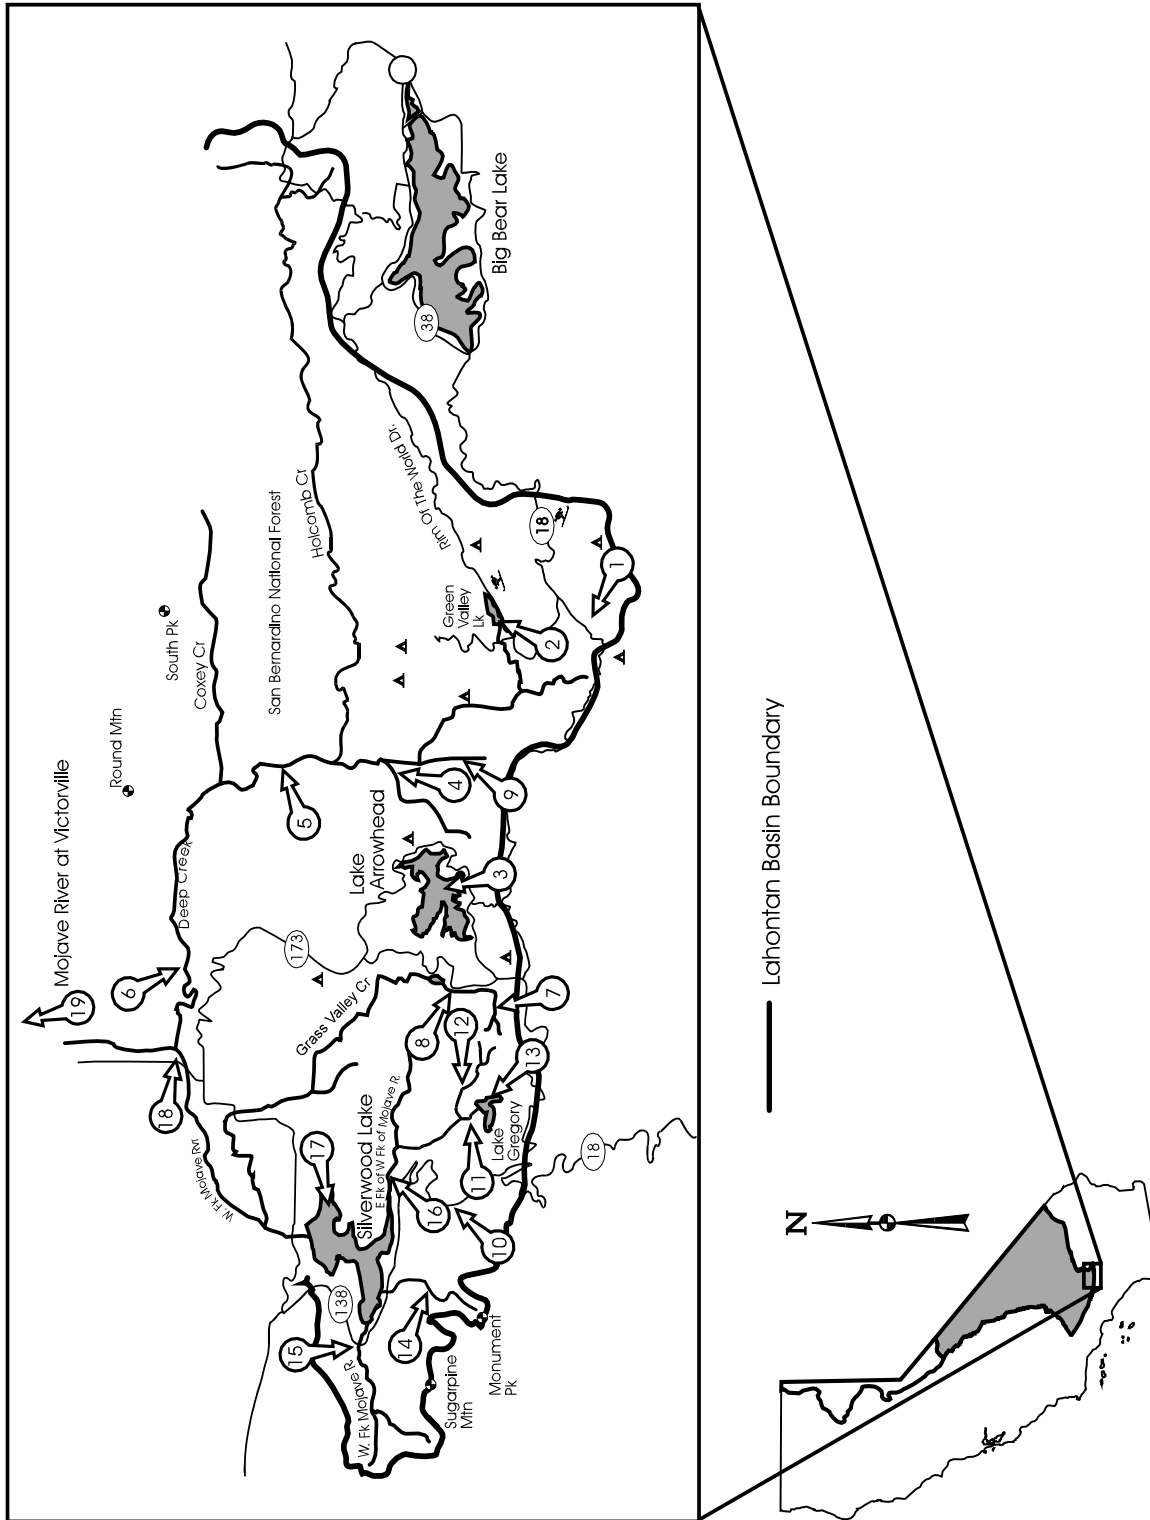 Mojave River at Victorville
19
Round Mtn
South Pk
Coxey Cr
6
Deep Creek
18
W. Fk Mojave Rvr
San Bernardino National Forest
Holcomb Cr
5
173
Grass Valley Cr
17
Silverwood Lake
E Fk of W Fk of Mojave R.
138
15
W. Fk Mojave R.
Lake
Arrowhead
4
9
3
8
12
7
13
Lake
Gregory
11
16
10
14
18
Sugarpine
Mtn
Monument
Pk
Rim Of The World Dr.
Green
Valley
Lk
2
1
18
38
Big Bear Lake
Lahontan Basin Boundary
N